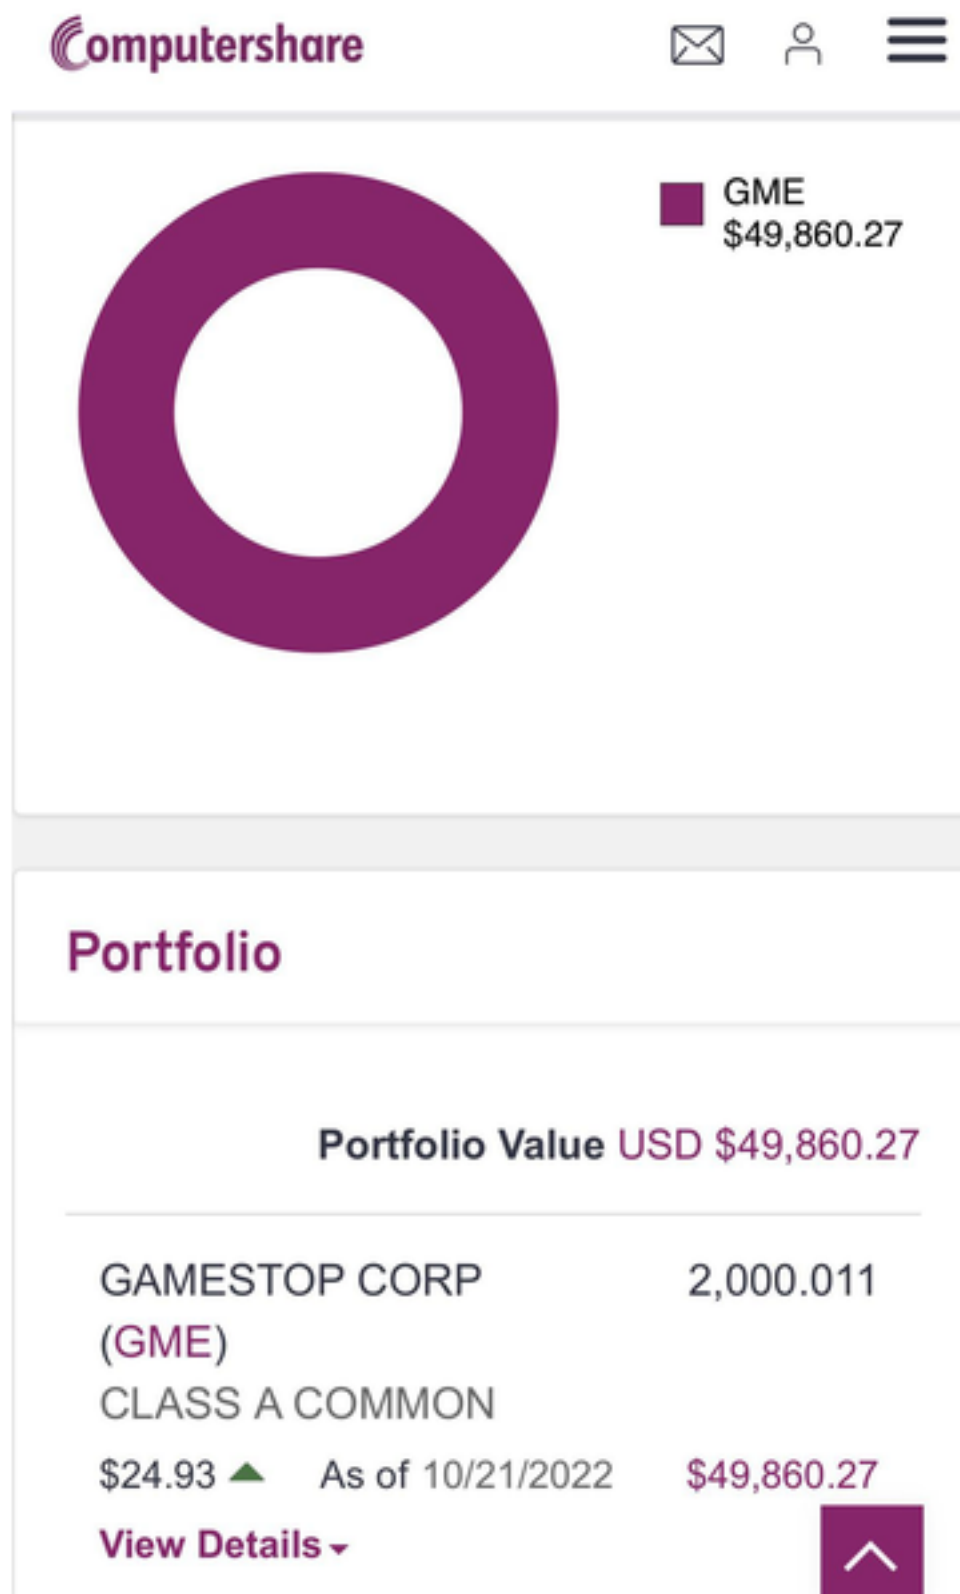 Computershare
GME
$49,860.27
Portfolio
Portfolio Value USD $49,860.27
GAMESTOP CORP 2,000.011
(GME)
CLASS A COMMON
$24.93 As of 10/21/2022 $49,860.27
View Details